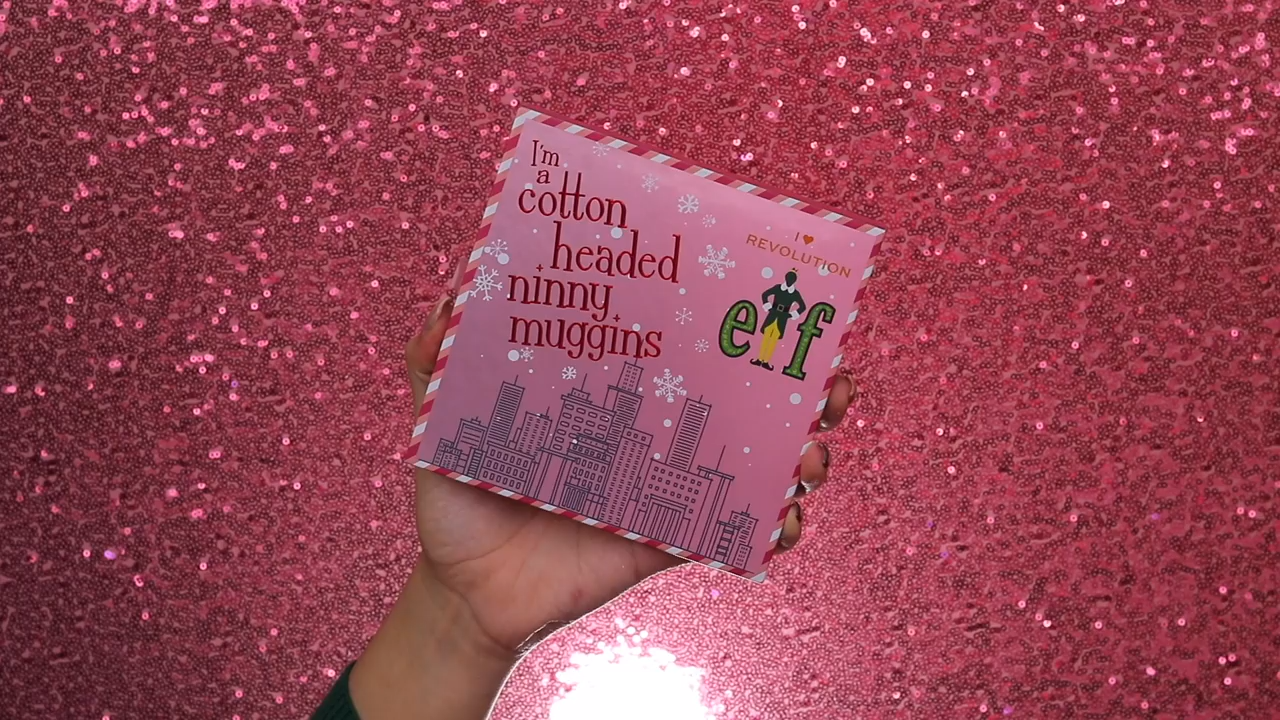 I'm
a
cotton
headed
ninny
muggins
I ♥
REVOLUTION
elf